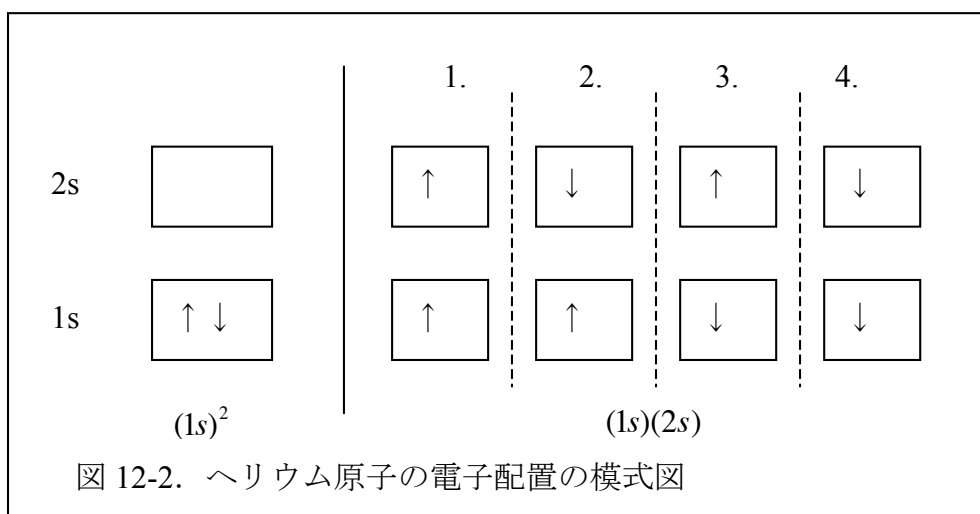 1. 2. 3. 4.
2s ↑ ↓ ↑ ↓
1s ↑ ↓ ↑ ↑ ↓ ↓
(1s)² (1s)(2s)
図 12-2. ヘリウム原子の電子配置の模式図